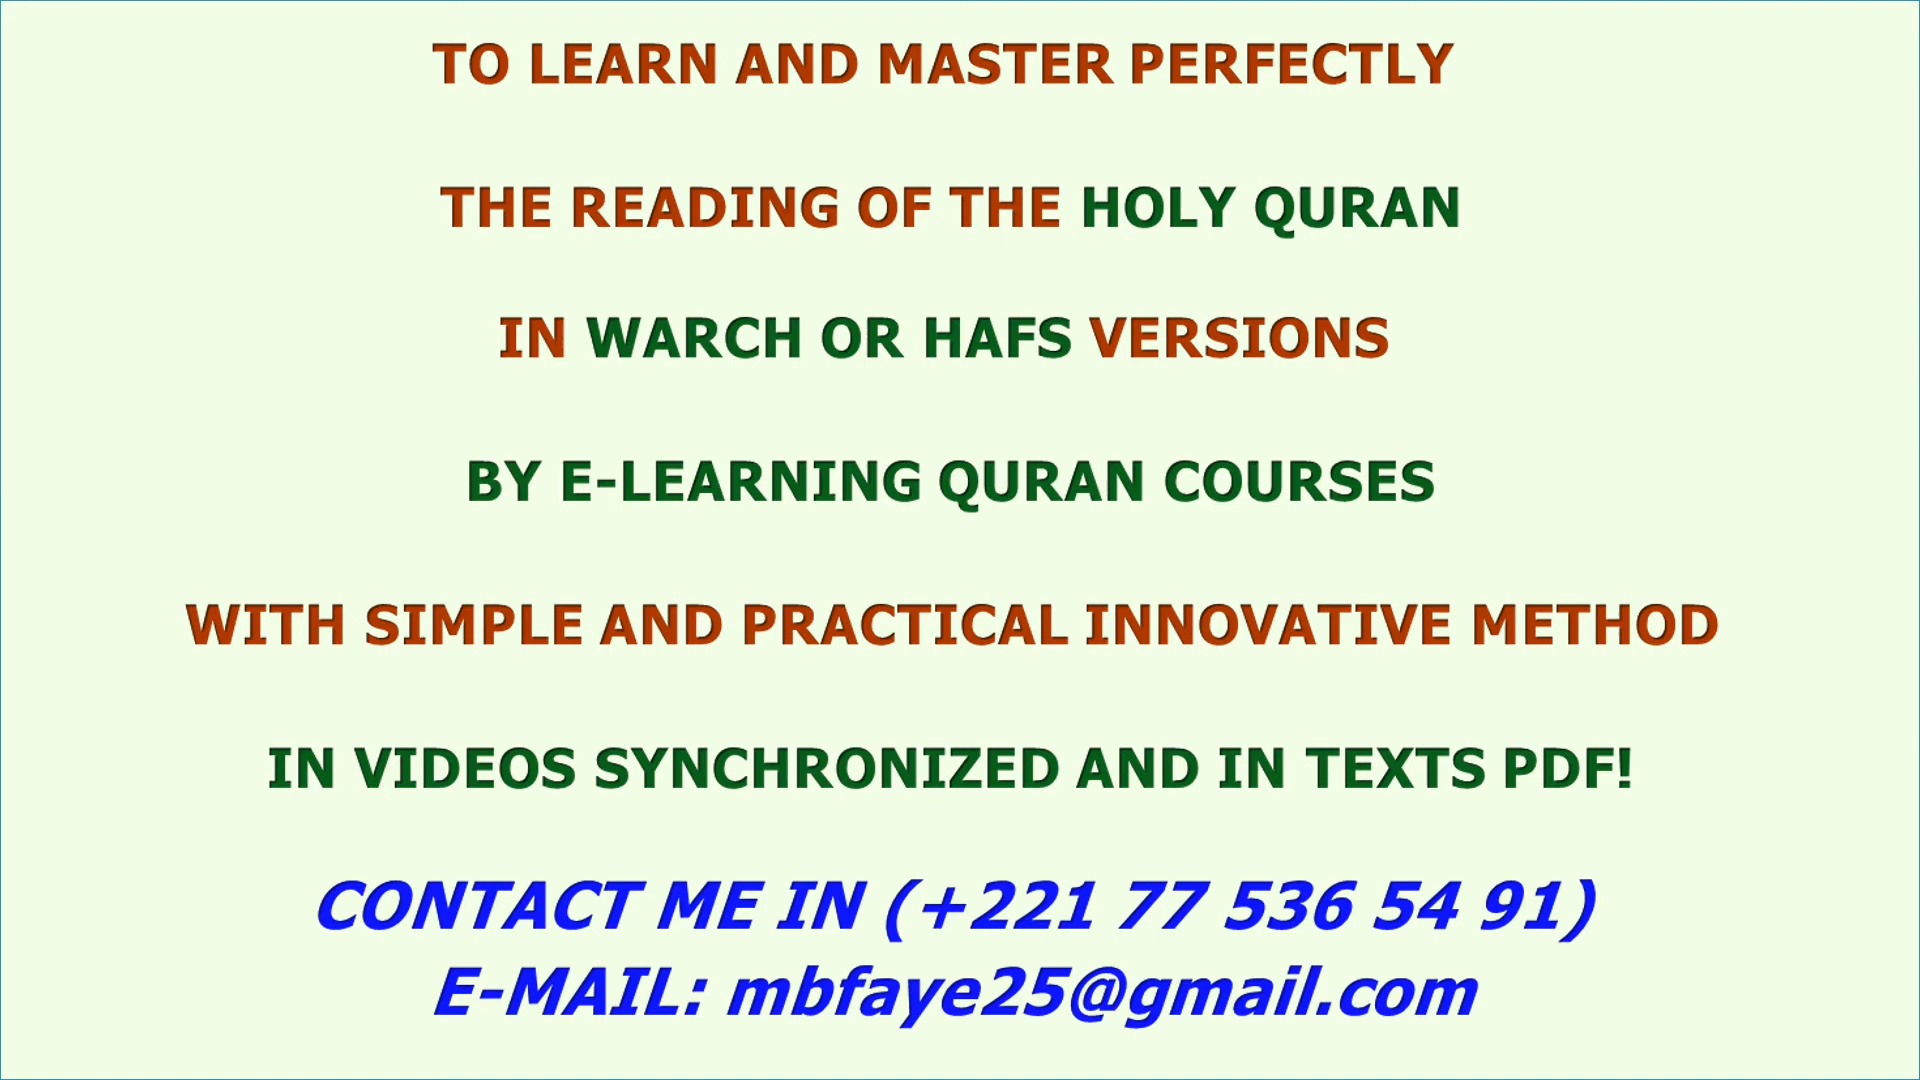 TO LEARN AND MASTER PERFECTLY
THE READING OF THE HOLY QURAN
IN WARCH OR HAFS VERSIONS
BY E-LEARNING QURAN COURSES
WITH SIMPLE AND PRACTICAL INNOVATIVE METHOD
IN VIDEOS SYNCHRONIZED AND IN TEXTS PDF!
CONTACT ME IN (+221 77 536 54 91)
E-MAIL: mbfaye25@gmail.com